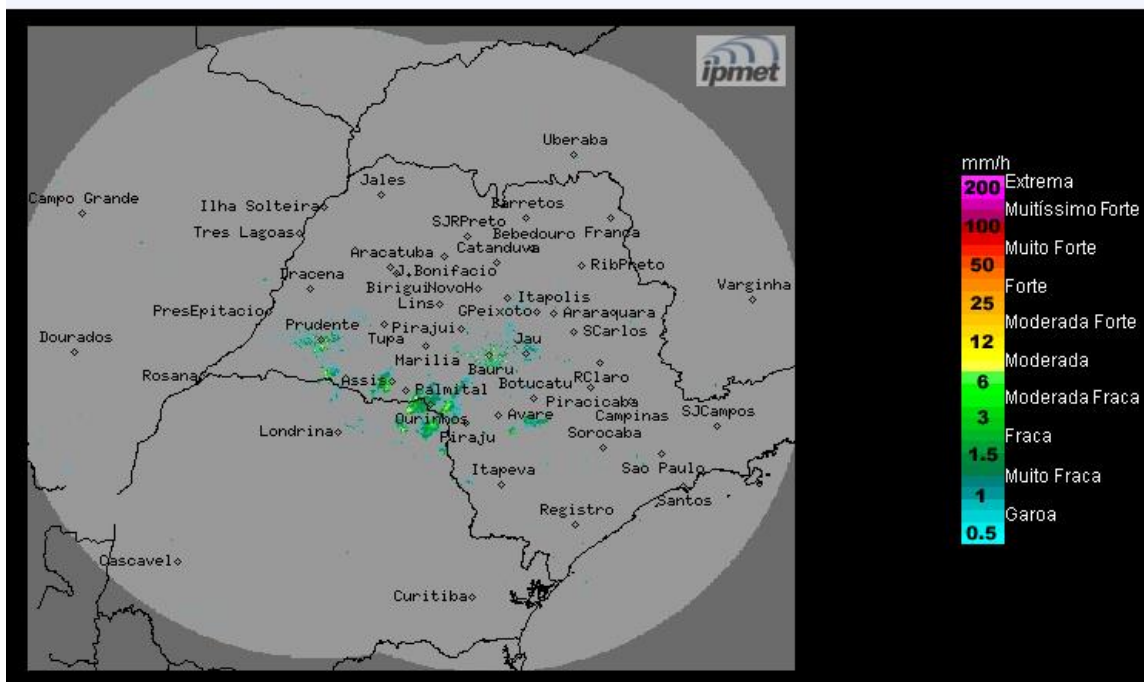 ipmet
Uberaba
Jales
Campo Grande
Ilha Solteira
Barretos
SJRPreto
Tres Lagoas
Bebedouro
Franca
Catanduva
Aracatuba
RibPreto
J.Bonifacio
Dracena
Birigui
NovoH
Varginha
Lins
Itapolis
PresEpitacio
GPeixoto
Araraquara
Prudente
Pirajui
SCarlos
Dourados
Tupa
Jau
Marilia
Bauru
Rosana
Assis
RClaro
Botucatu
Palmital
Piracicaba
Ourinhos
Avare
Campinas
SJCampos
Londrina
Piraju
Sorocaba
Itapeva
Sao Paulo
Santos
Registro
Cascavel
Curitiba
mm/h
200
Extrema
Muitíssimo Forte
100
Muito Forte
50
Forte
25
Moderada Forte
12
Moderada
6
Moderada Fraca
3
Fraca
1.5
Muito Fraca
1
Garoa
0.5